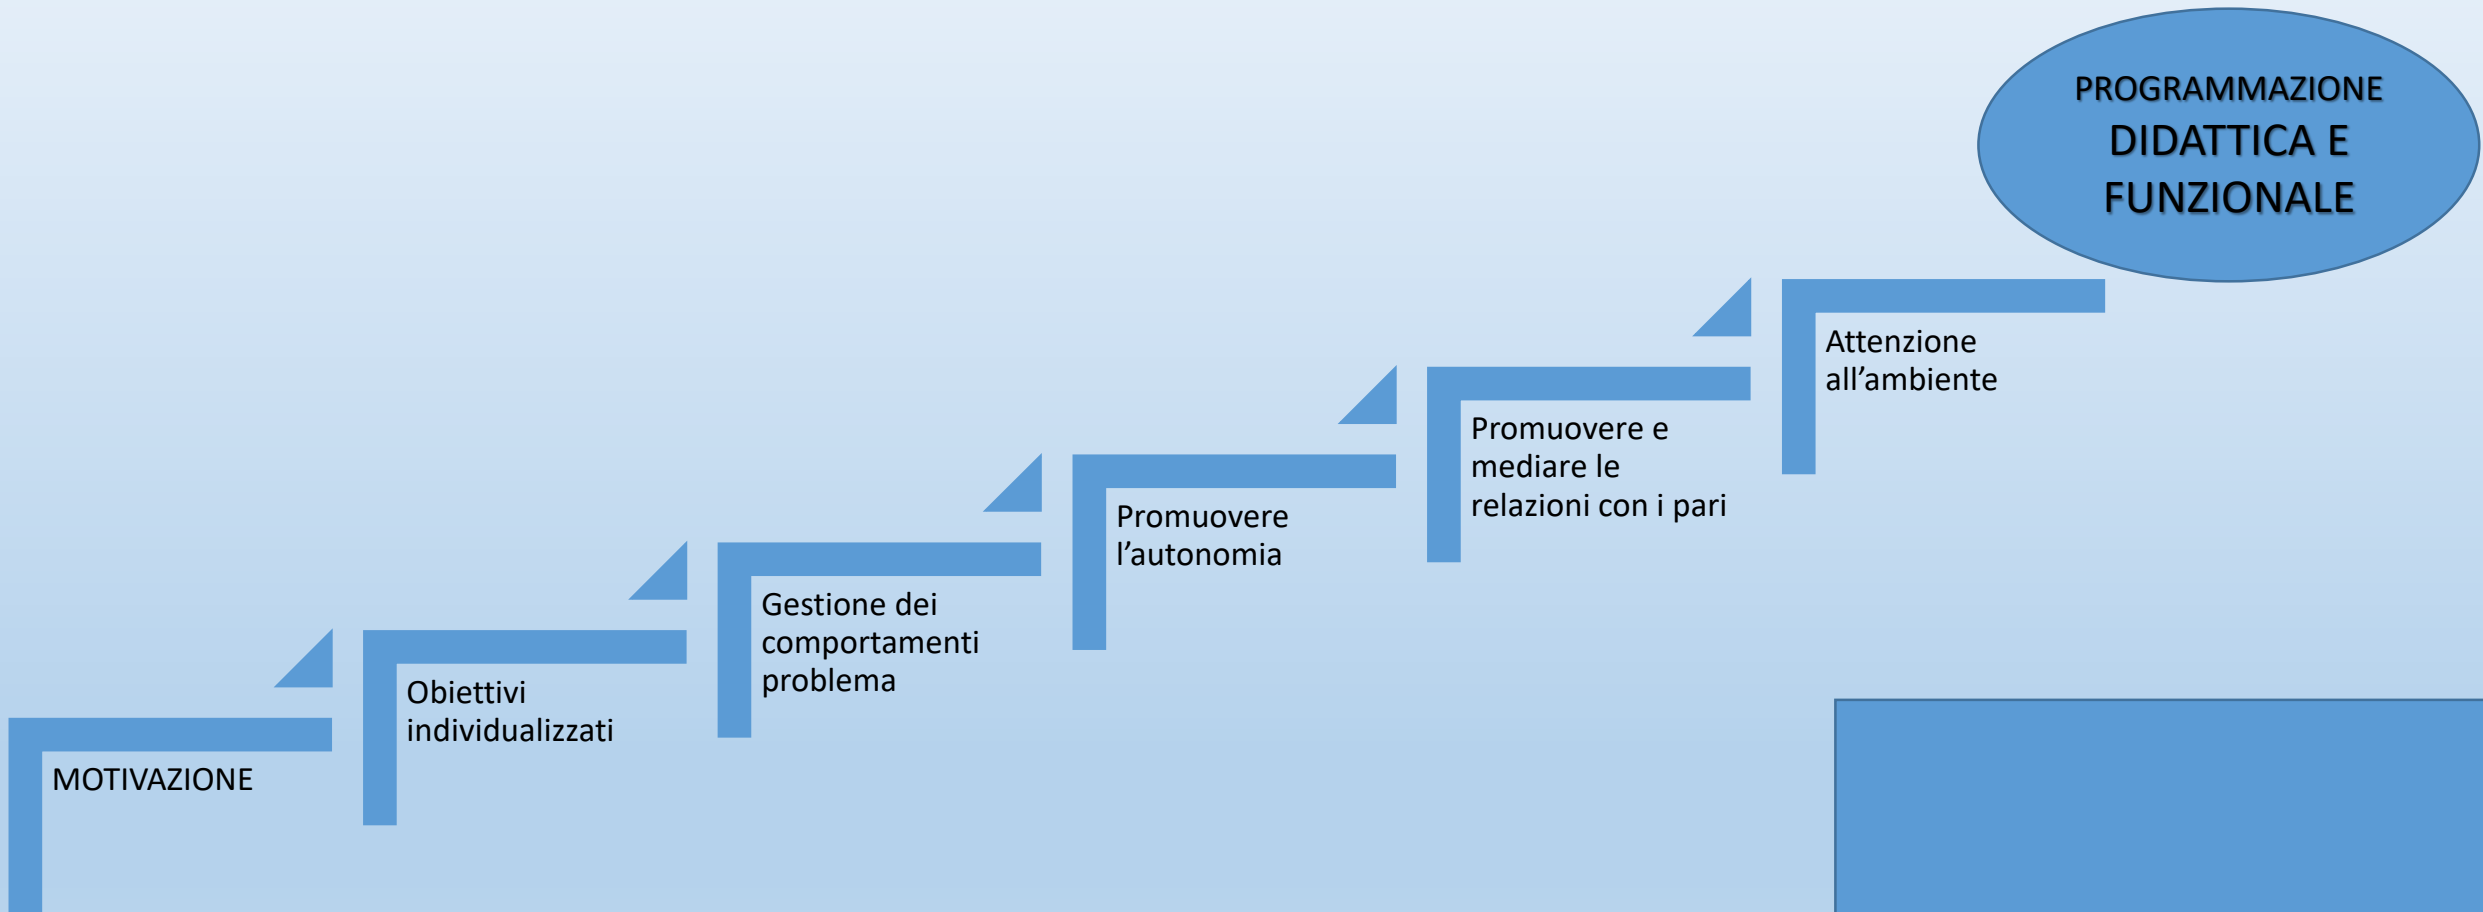 PROGRAMMAZIONE
DIDATTICA E
FUNZIONALE
Attenzione
all’ambiente
Promuovere e
mediare le
relazioni con i pari
Promuovere
l’autonomia
Gestione dei
comportamenti
problema
Obiettivi
individualizzati
MOTIVAZIONE